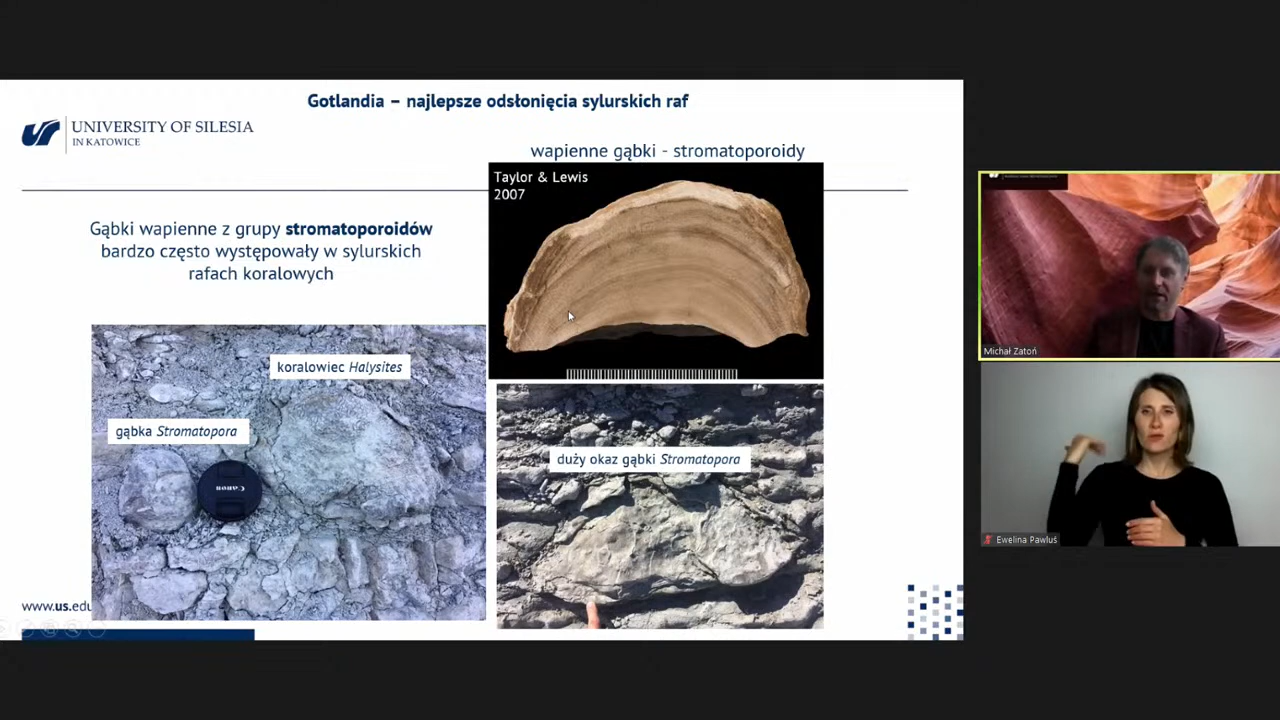 Gotlandia – najlepsze odsłonięcia sylurskich raf
UNIVERSITY OF SILESIA
IN KATOWICE
wapienne gąbki - stromatoporoidy
Taylor & Lewis
2007
Gąbki wapienne z grupy stromatoporoidów
bardzo często występowały w sylurskich
rafach koralowych
koralowiec Halysites
gąbka Stromatopora
Canon
duży okaz gąbki Stromatopora
www.us.edu
Michał Zatoń
Ewelina Pawluś